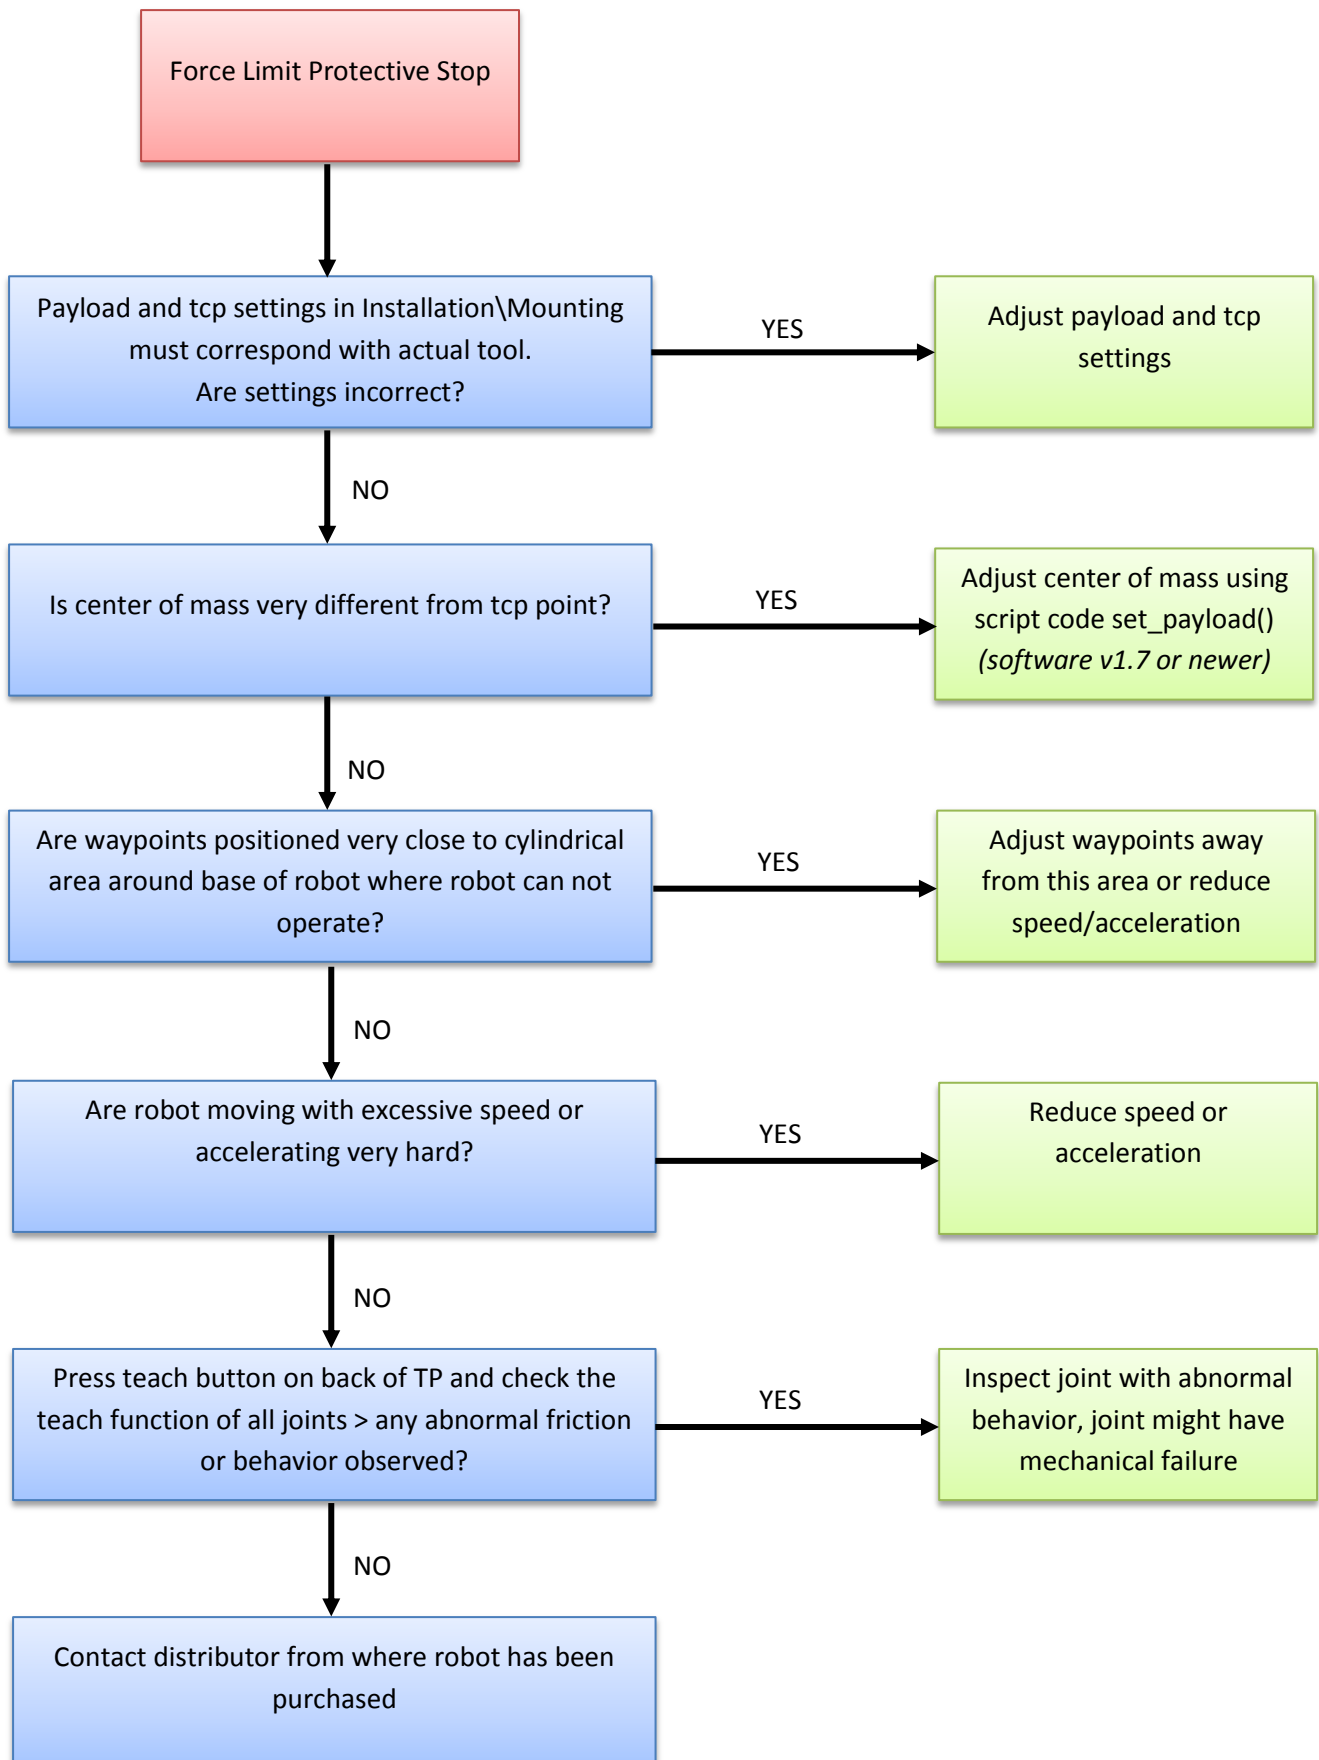 Force Limit Protective Stop
Payload and tcp settings in Installation\Mounting
must correspond with actual tool.
Are settings incorrect?
YES
Adjust payload and tcp
settings
NO
Is center of mass very different from tcp point?
YES
Adjust center of mass using
script code set_payload()
(software v1.7 or newer)
NO
Are waypoints positioned very close to cylindrical
area around base of robot where robot can not
operate?
YES
Adjust waypoints away
from this area or reduce
speed/acceleration
NO
Are robot moving with excessive speed or
accelerating very hard?
YES
Reduce speed or
acceleration
NO
Press teach button on back of TP and check the
teach function of all joints > any abnormal friction
or behavior observed?
YES
Inspect joint with abnormal
behavior, joint might have
mechanical failure
NO
Contact distributor from where robot has been
purchased